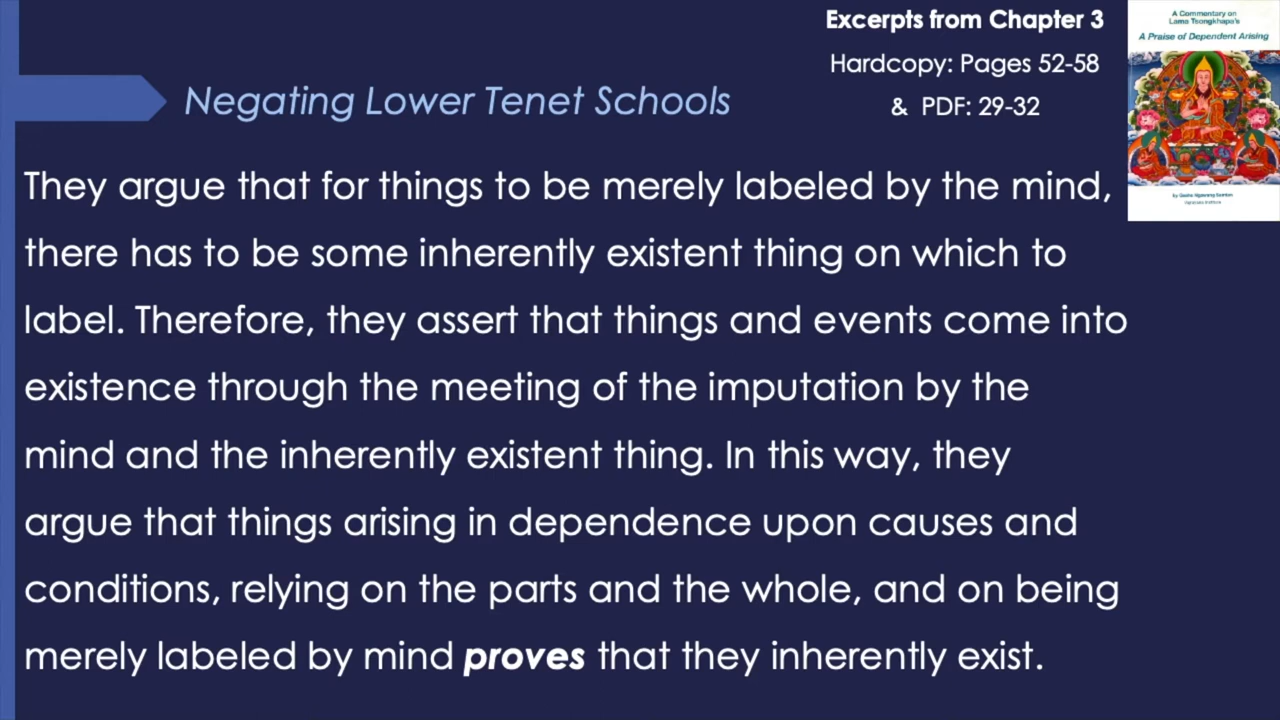 Excerpts from Chapter 3
Hardcopy: Pages 52-58
& PDF: 29-32
A Commentary on
Lama Tsongkhapa's
A Praise of Dependent Arising
Negating Lower Tenet Schools
They argue that for things to be merely labeled by the mind,
there has to be some inherently existent thing on which to
label. Therefore, they assert that things and events come into
existence through the meeting of the imputation by the
mind and the inherently existent thing. In this way, they
argue that things arising in dependence upon causes and
conditions, relying on the parts and the whole, and on being
merely labeled by mind proves that they inherently exist.